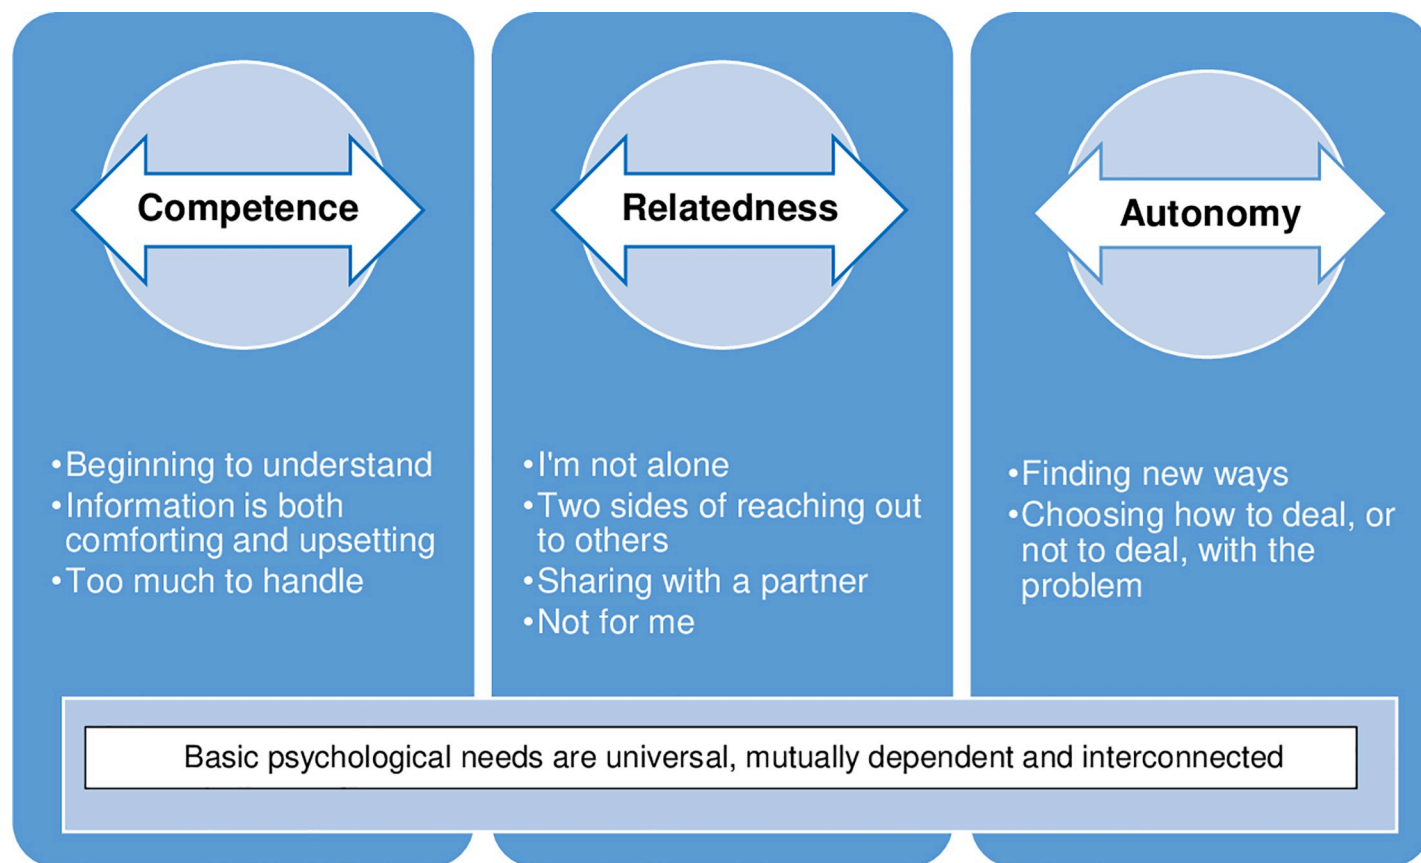 Competence
•Beginning to understand
•Information is both
comforting and upsetting
•Too much to handle
Relatedness
•I'm not alone
•Two sides of reaching out
to others
•Sharing with a partner
•Not for me
Autonomy
•Finding new ways
•Choosing how to deal, or
not to deal, with the
problem
Basic psychological needs are universal, mutually dependent and interconnected